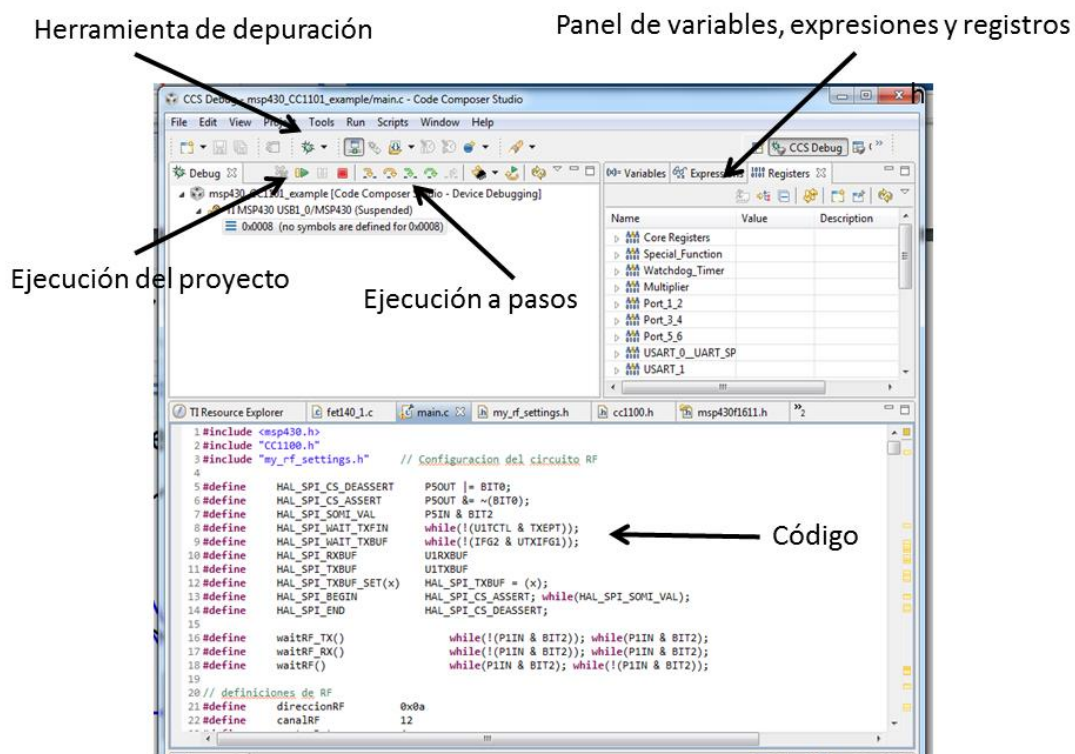 Herramienta de depuración
Panel de variables, expresiones y registros
h
CCS Debug - msp430_CC1101_example/main.c - Code Composer Studio
File Edit View Project Tools Run Scripts Window Help
CCS Debug
Debug
(x)= Variables Expressions Registers
msp430_CC1101_example [Code Composer Studio - Device Debugging]
TI MSP430 USB1_0/MSP430 (Suspended)
0x0008 (no symbols are defined for 0x0008)
Name Value Description
Core Registers
Special_Function
Watchdog_Timer
Multiplier
Port_1_2
Port_3_4
Port_5_6
USART_0__UART_SP
USART_1
Ejecución del proyecto
Ejecución a pasos
TI Resource Explorer fet140_1.c main.c my_rf_settings.h cc1100.h msp430f1611.h »2
1 #include <msp430.h>
2 #include "CC1100.h"
3 #include "my_rf_settings.h" // Configuracion del circuito RF
4
5 #define HAL_SPI_CS_DEASSERT P5OUT |= BIT0;
6 #define HAL_SPI_CS_ASSERT P5OUT &= ~(BIT0);
7 #define HAL_SPI_SOMI_VAL P5IN & BIT2
8 #define HAL_SPI_WAIT_TXFIN while(!(U1TCTL & TXEPT));
9 #define HAL_SPI_WAIT_TXBUF while(!(IFG2 & UTXIFG1));
10 #define HAL_SPI_RXBUF U1RXBUF
11 #define HAL_SPI_TXBUF U1TXBUF
12 #define HAL_SPI_TXBUF_SET(x) HAL_SPI_TXBUF = (x);
13 #define HAL_SPI_BEGIN HAL_SPI_CS_ASSERT; while(HAL_SPI_SOMI_VAL);
14 #define HAL_SPI_END HAL_SPI_CS_DEASSERT;
15
16 #define waitRF_TX() while(!(P1IN & BIT2)); while(P1IN & BIT2);
17 #define waitRF_RX() while(!(P1IN & BIT2)); while(P1IN & BIT2);
18 #define waitRF() while(P1IN & BIT2); while(!(P1IN & BIT2));
19
20 // definiciones de RF
21 #define direccionRF 0x0a
22 #define canalRF 12
Código